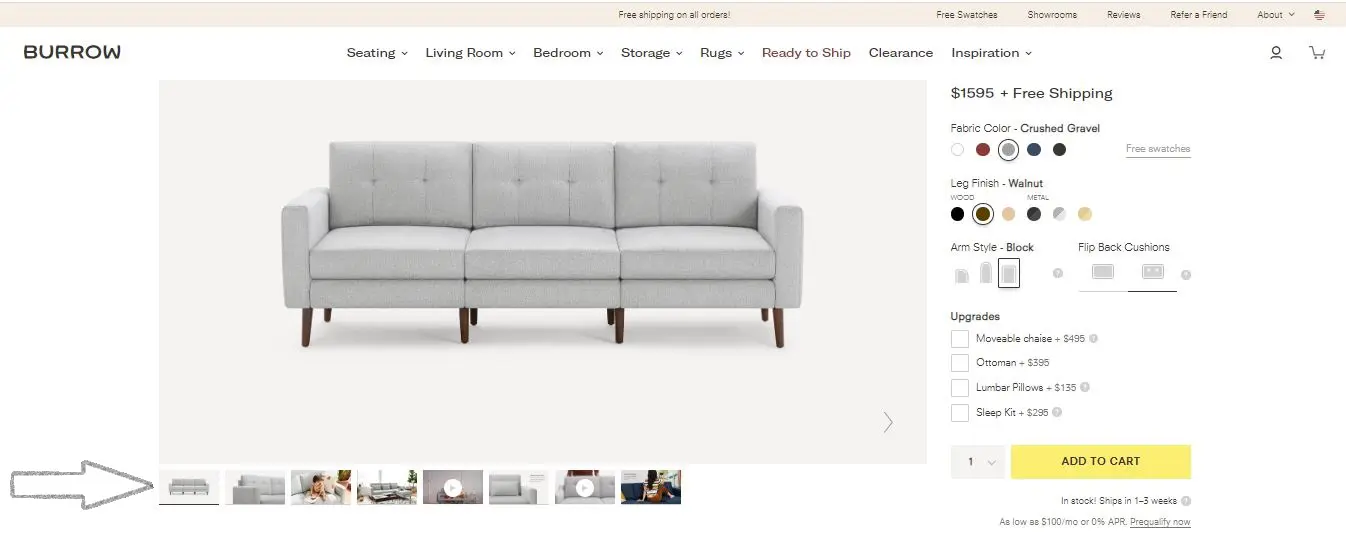 Free shipping on all orders!
Free Swatches Showrooms Reviews Refer a Friend About
BURROW
Seating Living Room Bedroom Storage Rugs Ready to Ship Clearance Inspiration
$1595 + Free Shipping
Fabric Color - Crushed Gravel
Free swatches
Leg Finish - Walnut
WOOD METAL
Arm Style - Block
?
Flip Back Cushions
?
Upgrades
Moveable chaise + $495 ?
Ottoman + $395
Lumbar Pillows + $135 ?
Sleep Kit + $295 ?
1
ADD TO CART
In stock! Ships in 1–3 weeks ?
As low as $100/mo or 0% APR. Prequalify now